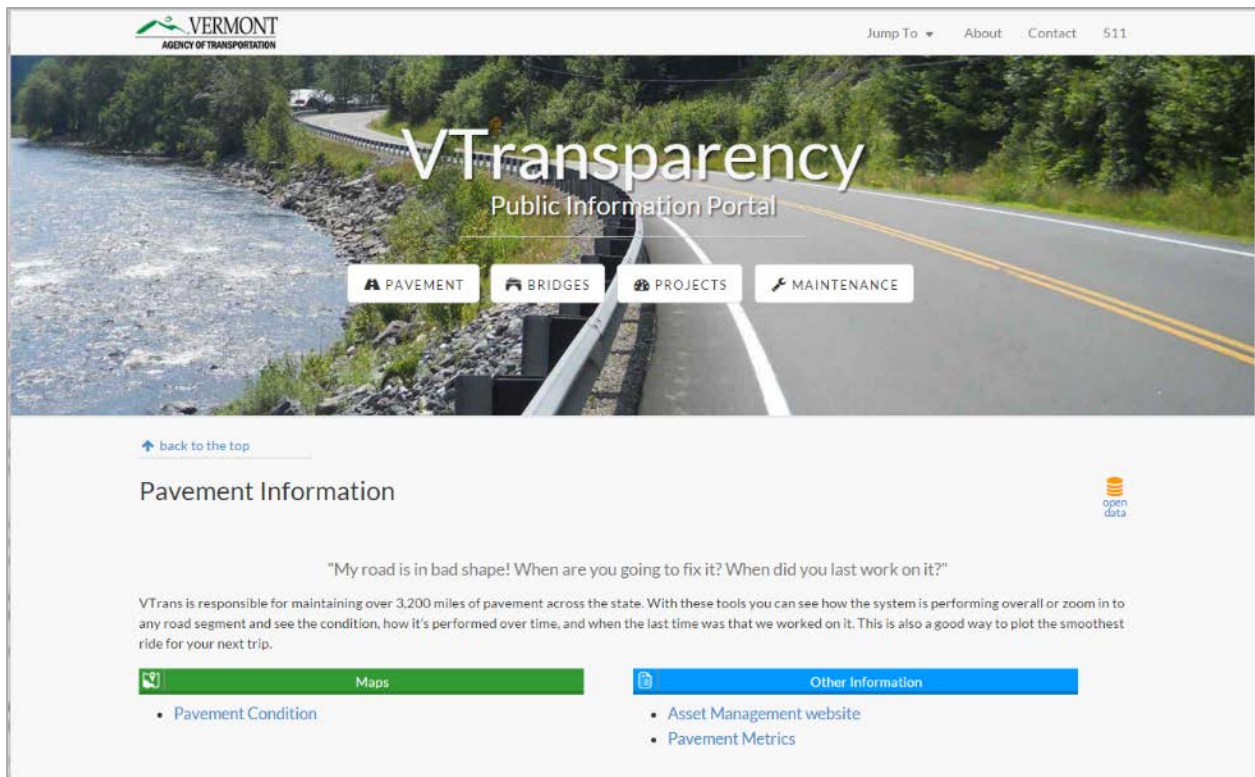 VERMONT
AGENCY OF TRANSPORTATION
Jump To About Contact 511
VTransparency
Public Information Portal
PAVEMENT BRIDGES PROJECTS MAINTENANCE
back to the top
Pavement Information
open
data
"My road is in bad shape! When are you going to fix it? When did you last work on it?"
VTrans is responsible for maintaining over 3,200 miles of pavement across the state. With these tools you can see how the system is performing overall or zoom in to
any road segment and see the condition, how it's performed over time, and when the last time was that we worked on it. This is also a good way to plot the smoothest
ride for your next trip.
Maps
• Pavement Condition
Other Information
• Asset Management website
• Pavement Metrics